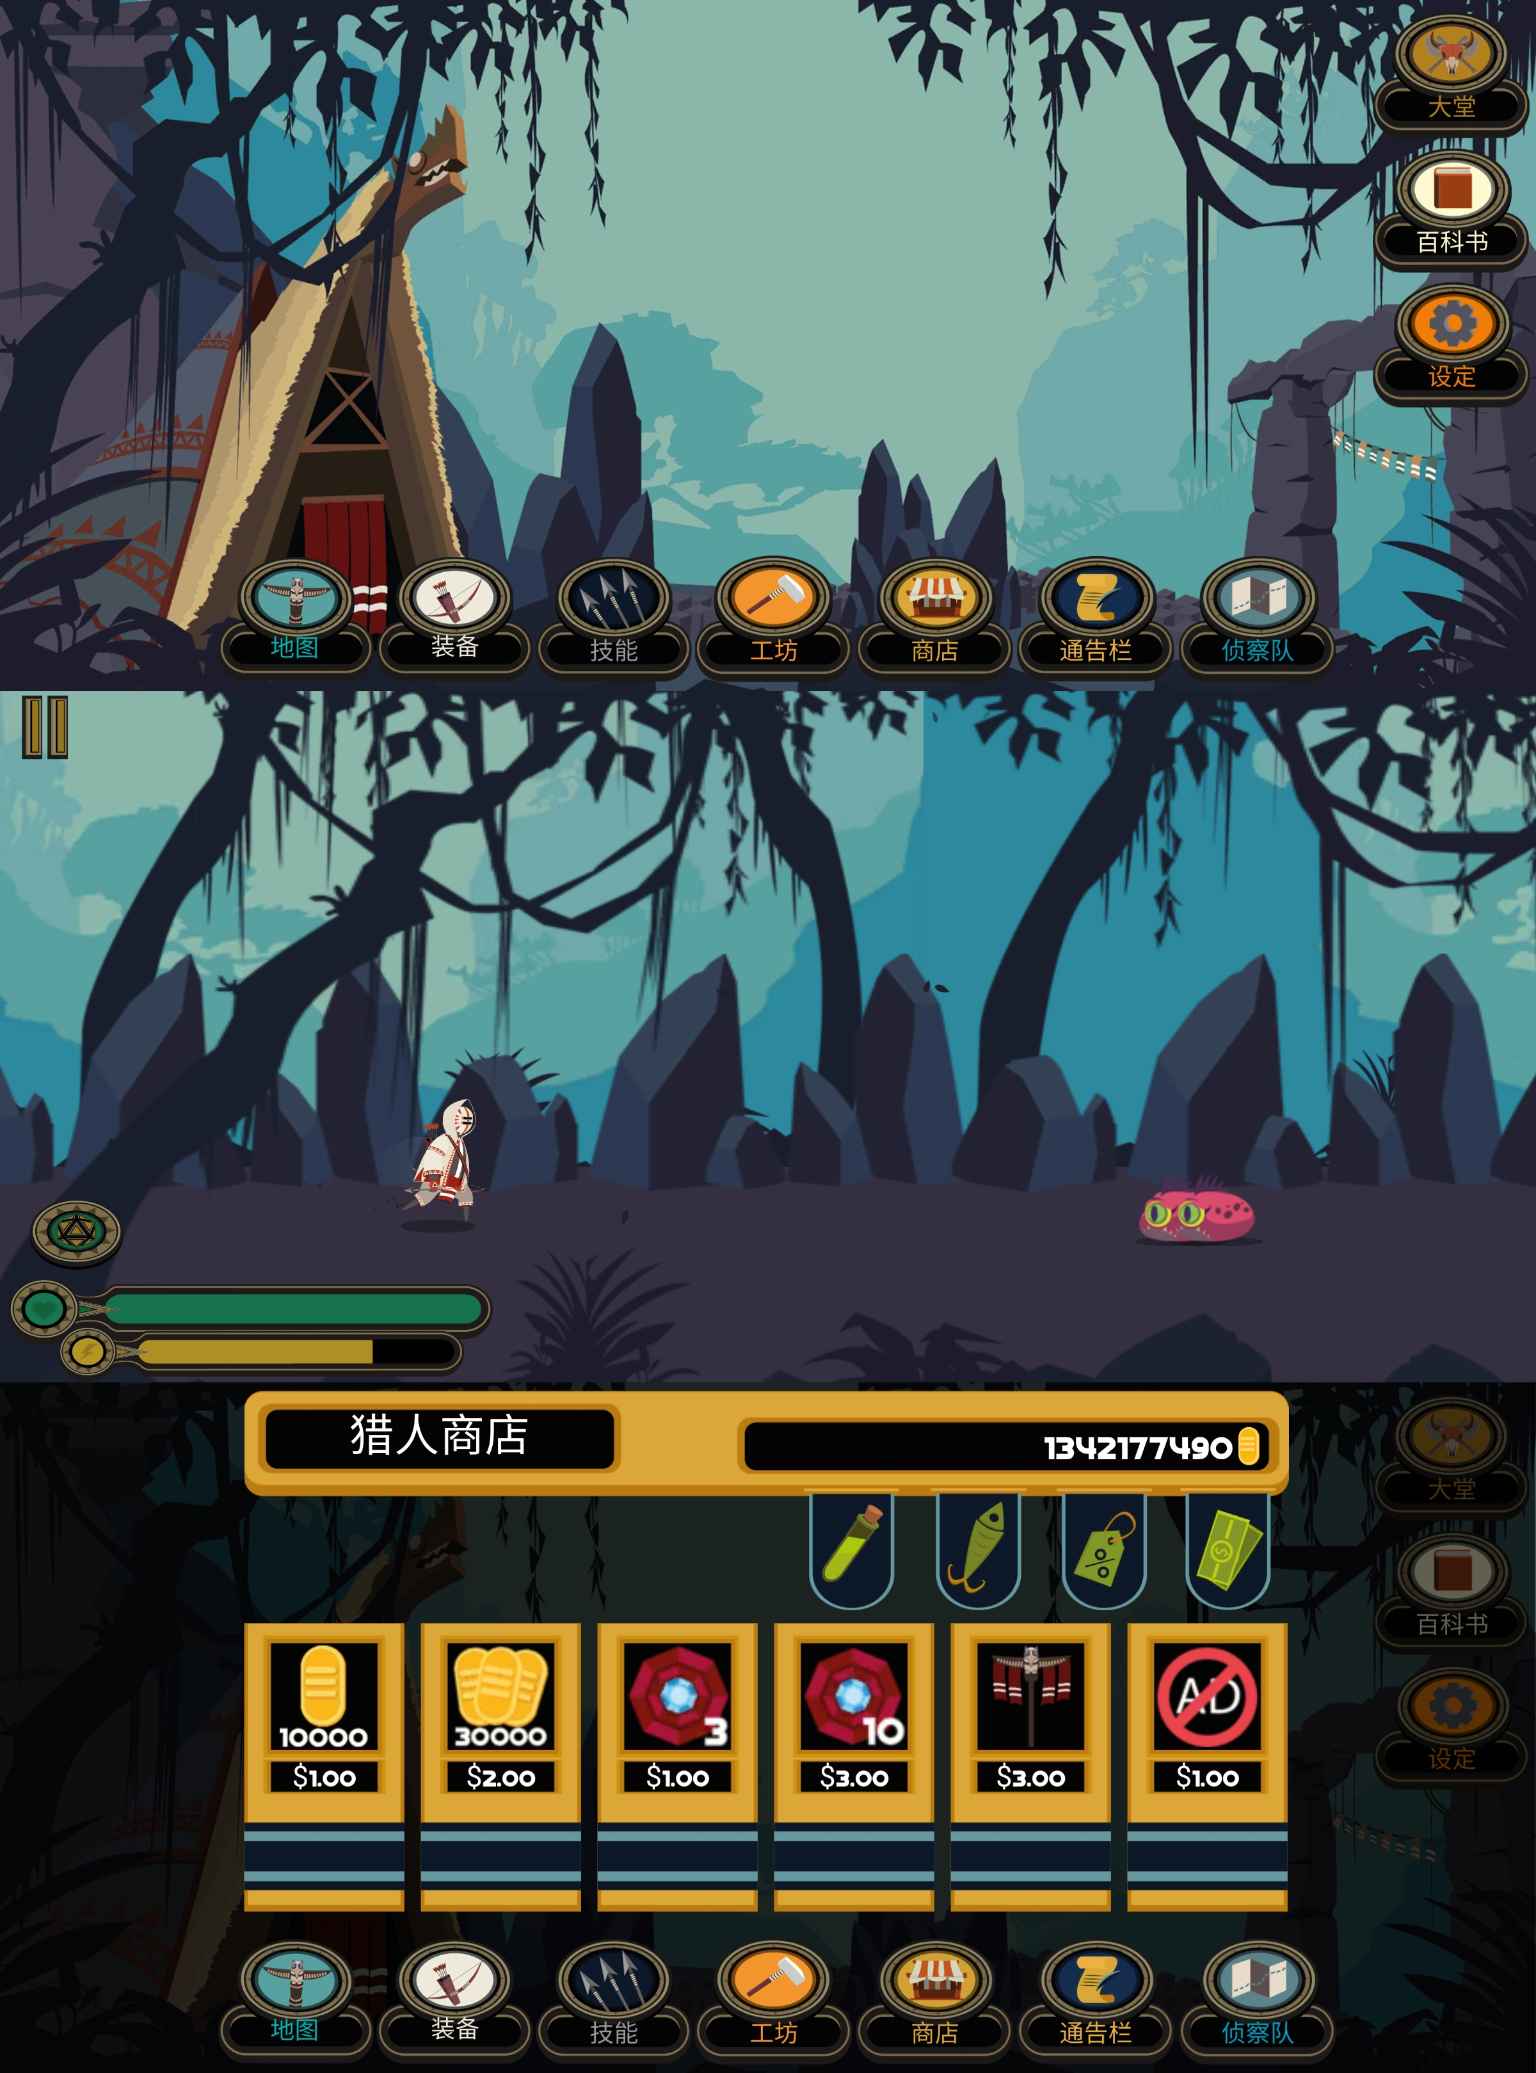 大堂
百科书
设定
地图 装备 技能 工坊 商店 通告栏 侦察队
猎人商店
1342177490
大堂
百科书
设定
10000 30000 3 10 AD
$1.00 $2.00 $1.00 $3.00 $3.00 $1.00
地图 装备 技能 工坊 商店 通告栏 侦察队